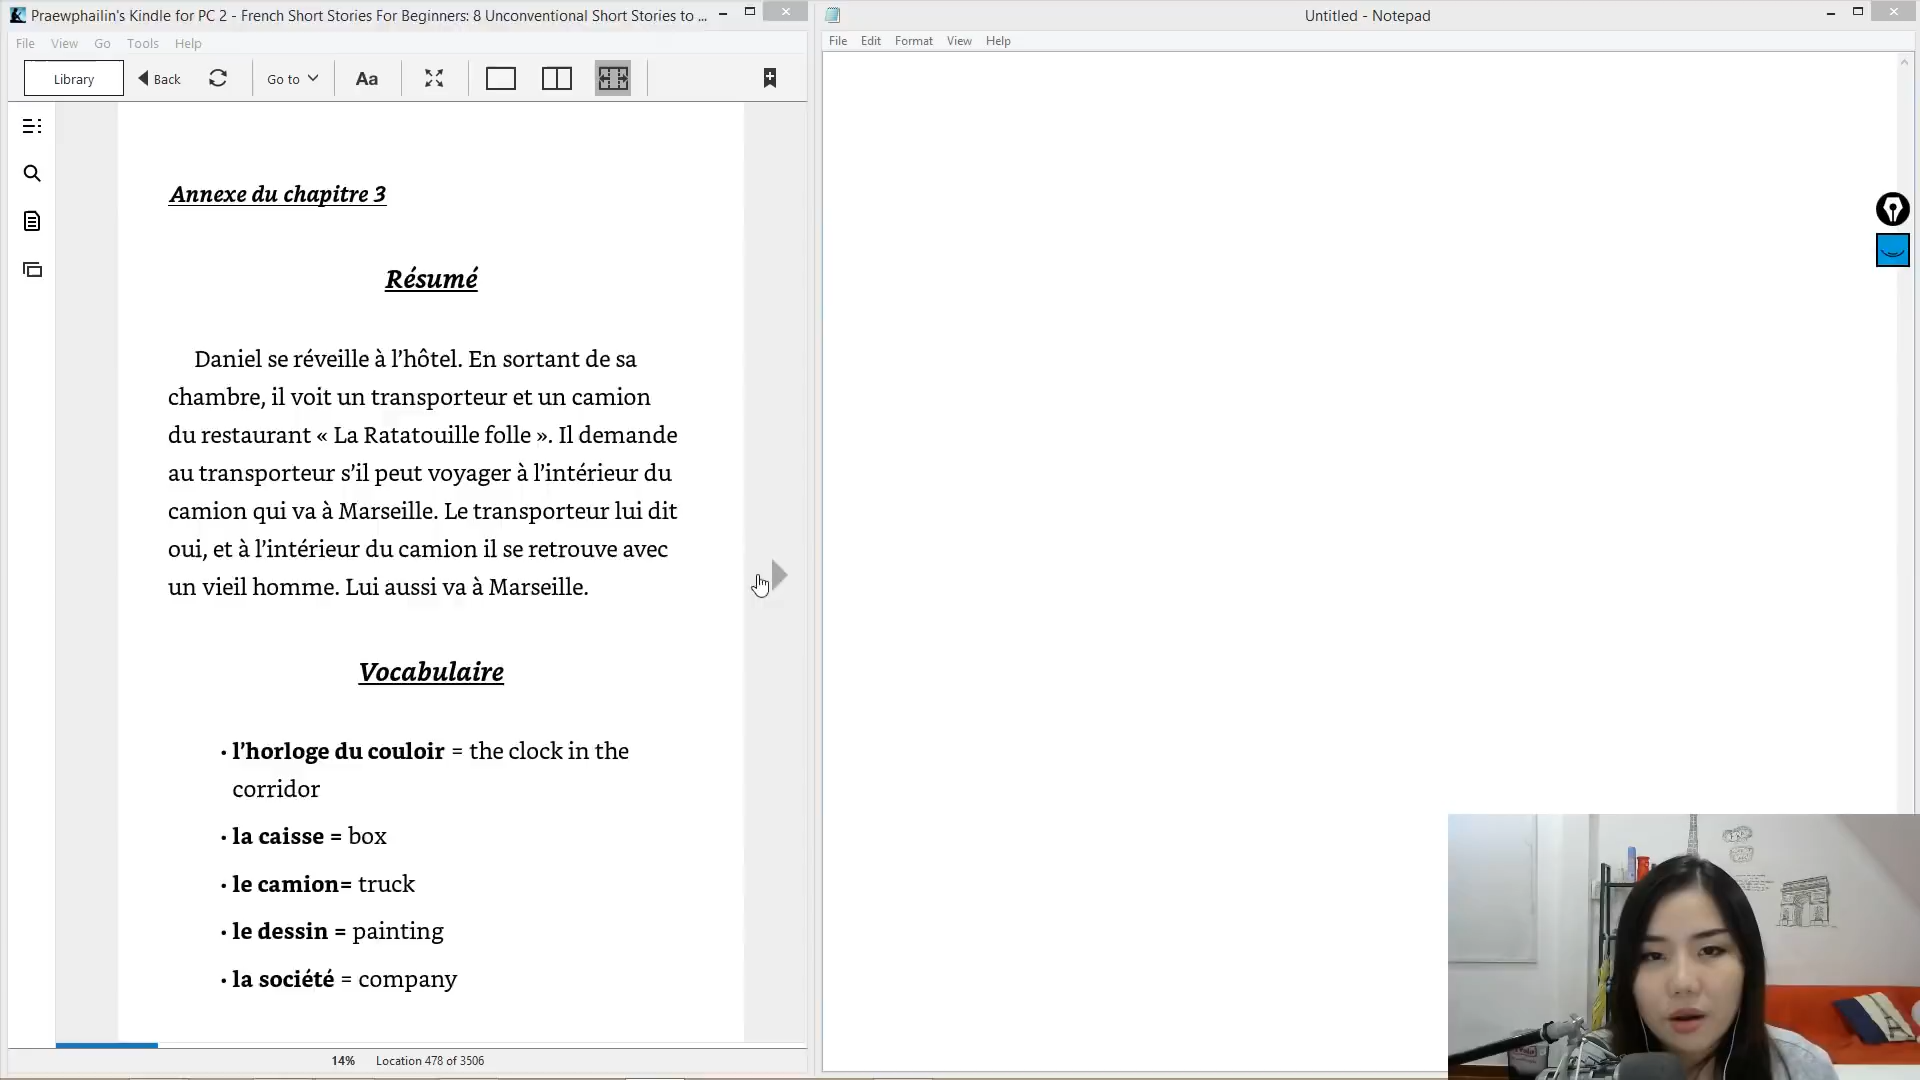 Praewphailin's Kindle for PC 2 - French Short Stories For Beginners: 8 Unconventional Short Stories to ...
File View Go Tools Help
Library Back Go to Aa
Annexe du chapitre 3
Résumé
Daniel se réveille à l’hôtel. En sortant de sa
chambre, il voit un transporteur et un camion
du restaurant « La Ratatouille folle ». Il demande
au transporteur s’il peut voyager à l’intérieur du
camion qui va à Marseille. Le transporteur lui dit
oui, et à l’intérieur du camion il se retrouve avec
un vieil homme. Lui aussi va à Marseille.
Vocabulaire
• l’horloge du couloir = the clock in the
corridor
• la caisse = box
• le camion= truck
• le dessin = painting
• la société = company
14% Location 478 of 3506
Untitled - Notepad
File Edit Format View Help